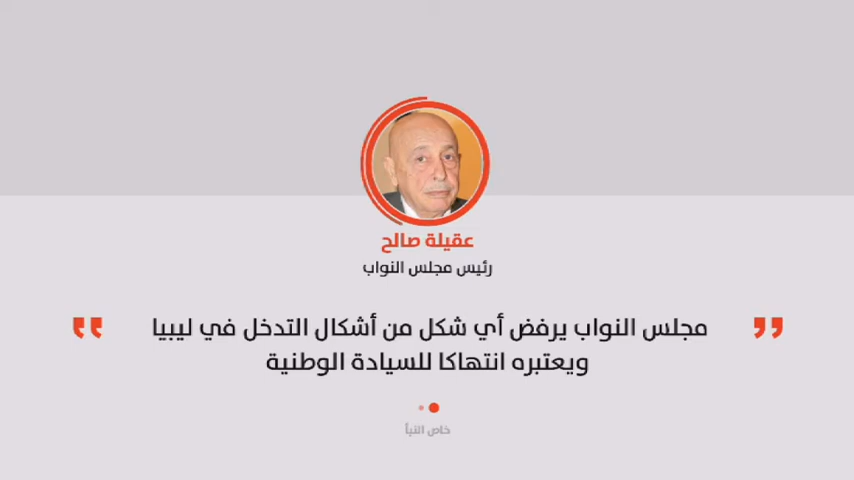 عقيلة صالح
رئيس مجلس النواب
مجلس النواب يرفض أي شكل من أشكال التدخل في ليبيا
ويعتبره انتهاكا للسيادة الوطنية
خاص النبأ